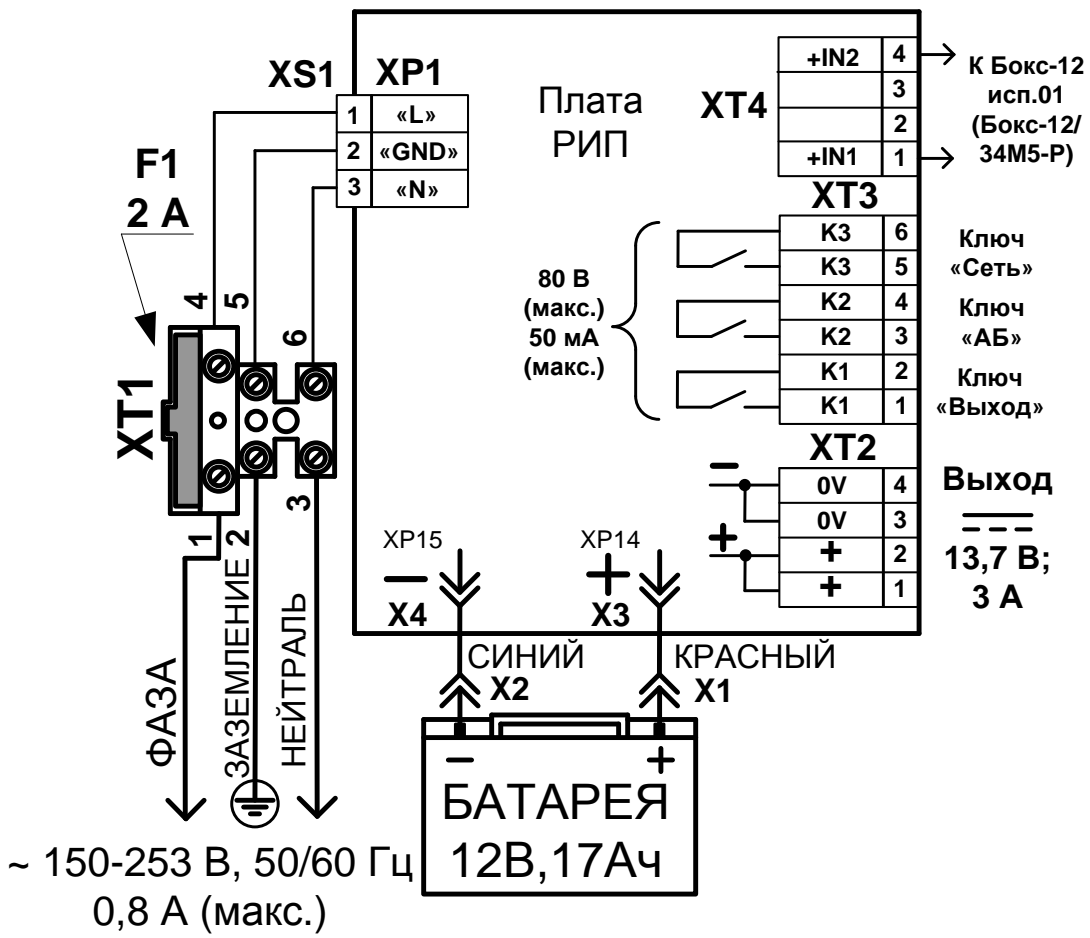 XS1 XP1
1 «L»
2 «GND»
3 «N»
Плата
РИП
XT4
+IN2 4
3
2
+IN1 1
К Бокс-12
исп.01
(Бокс-12/
34М5-Р)
F1
2 А
XT3
K3 6
K3 5
K2 4
K2 3
K1 2
K1 1
Ключ
«Сеть»
Ключ
«АБ»
Ключ
«Выход»
80 В
(макс.)
50 мА
(макс.)
4 5 6
XT1
1 2 3
XT2
0V 4
0V 3
+ 2
+ 1
−
+
Выход
13,7 В;
3 А
XP15
−
X4
XP14
+
X3
СИНИЙ
X2
КРАСНЫЙ
X1
ФАЗА
ЗАЗЕМЛЕНИЕ
НЕЙТРАЛЬ
− +
БАТАРЕЯ
12В,17Ач
~ 150-253 В, 50/60 Гц
0,8 А (макс.)